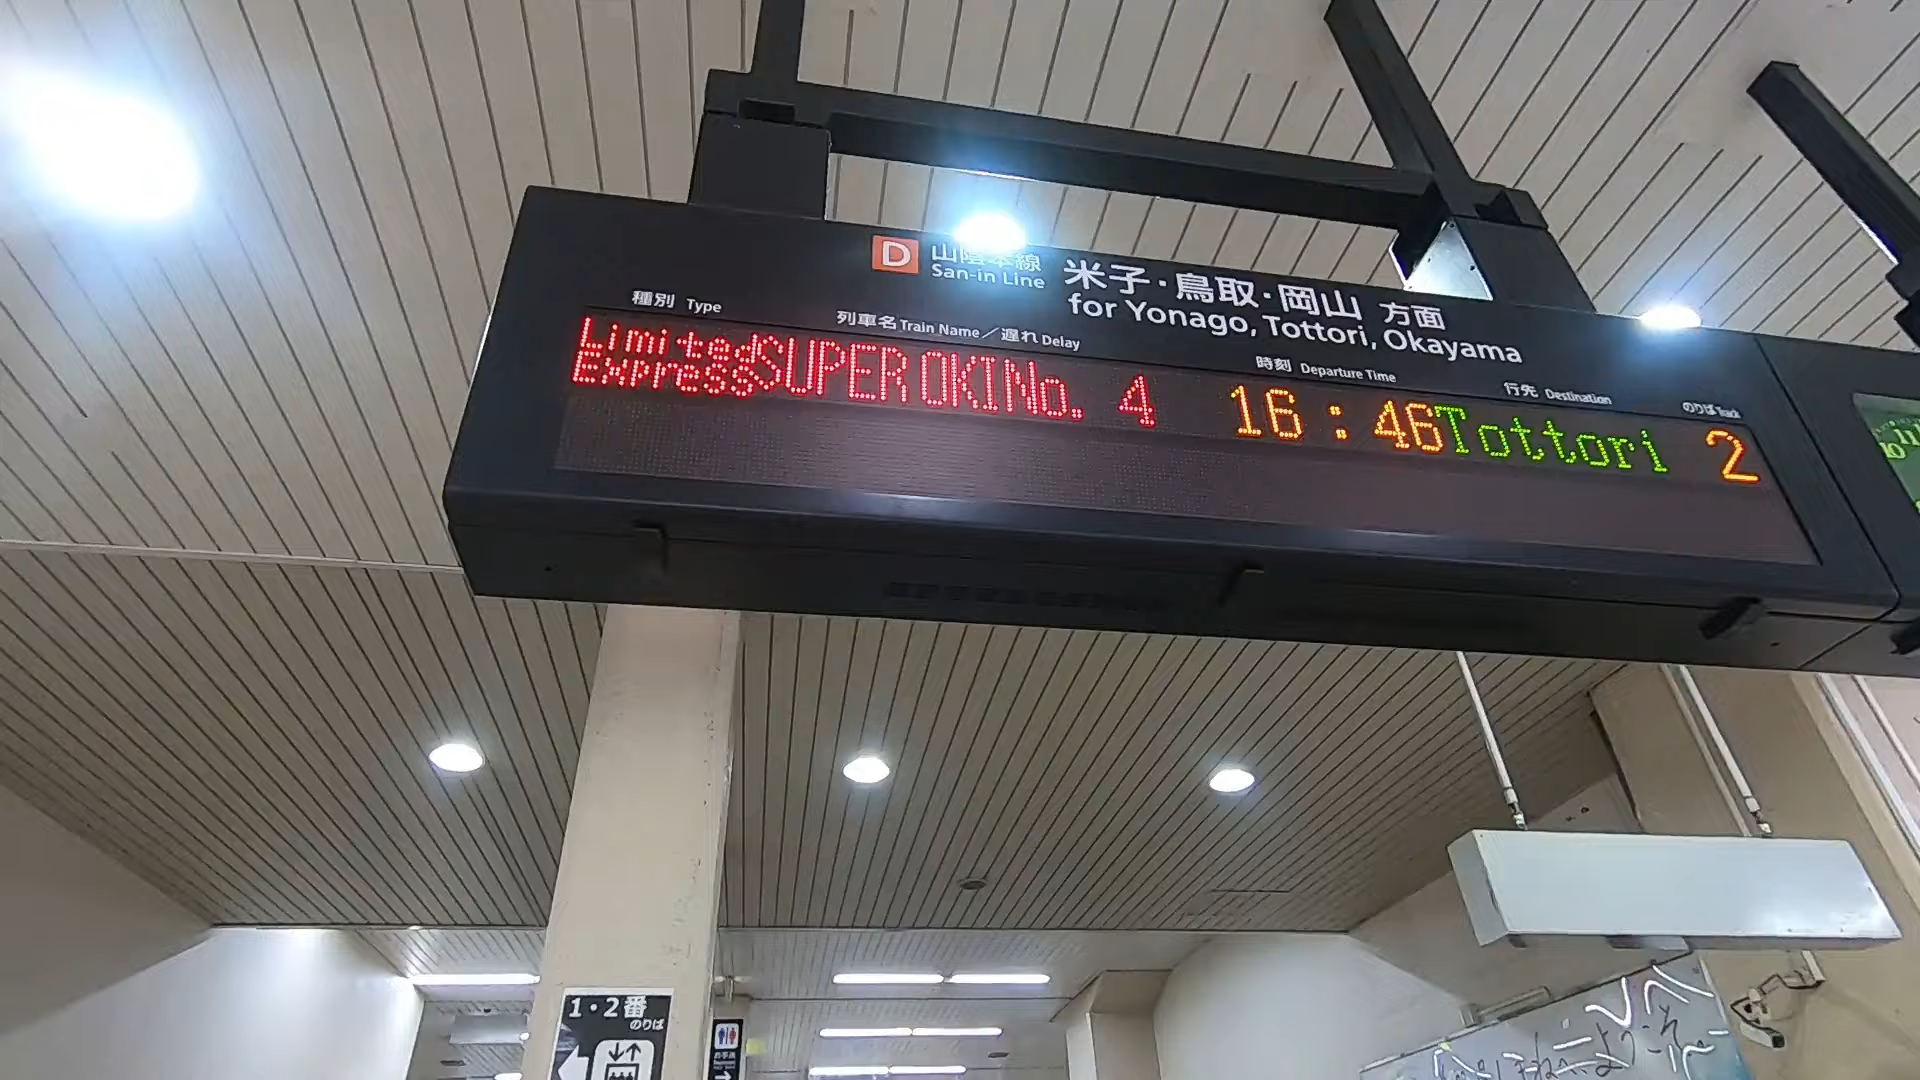 D 山陰本線 米子・鳥取・岡山 方面
San-in Line for Yonago, Tottori, Okayama
種別 Type 列車名 Train Name／遅れ Delay 時刻 Departure Time 行先 Destination のりば Track
Limited Express SUPER OKI No. 4 16:46 Tottori 2
1・2番
のりば
お手洗